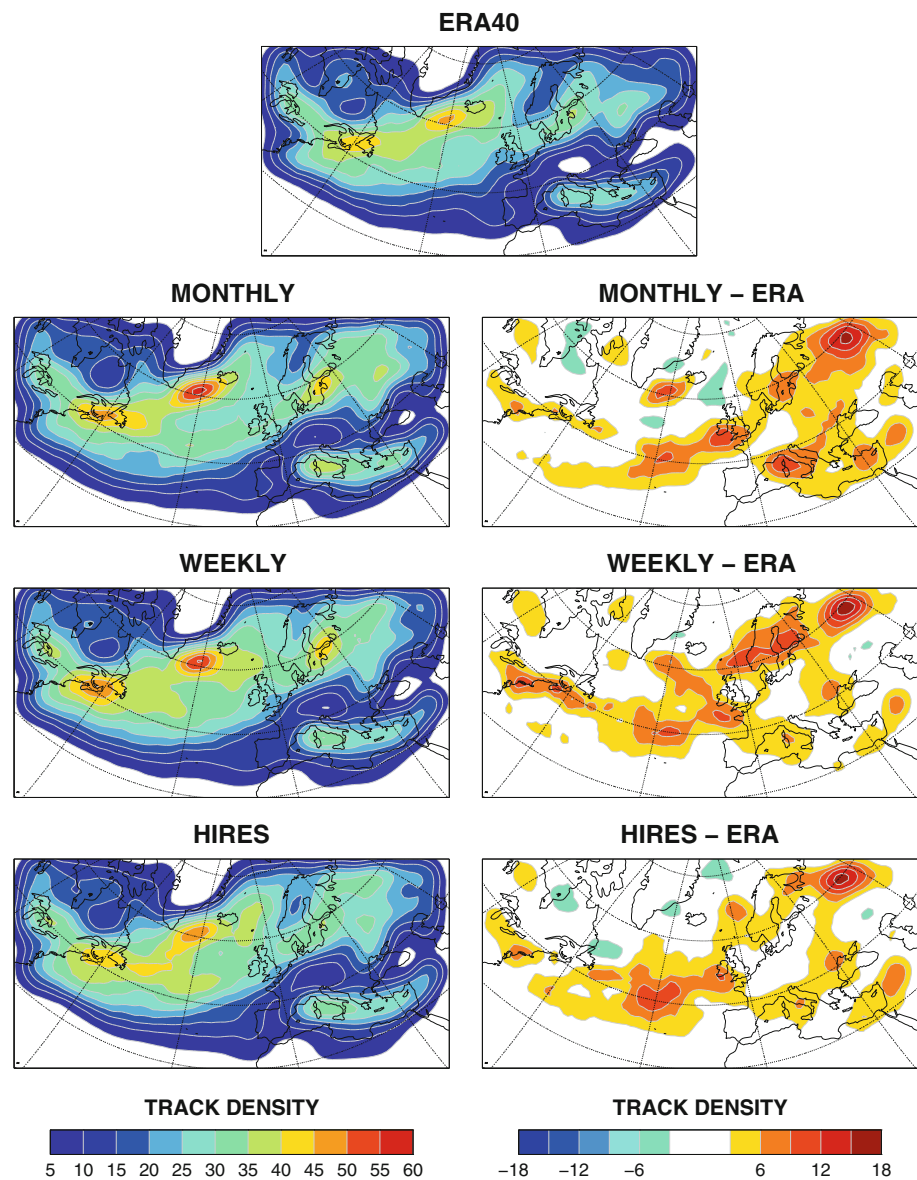 ERA40
MONTHLY
MONTHLY – ERA
WEEKLY
WEEKLY – ERA
HIRES
HIRES – ERA
TRACK DENSITY
TRACK DENSITY
5 10 15 20 25 30 35 40 45 50 55 60
−18 −12 −6 6 12 18